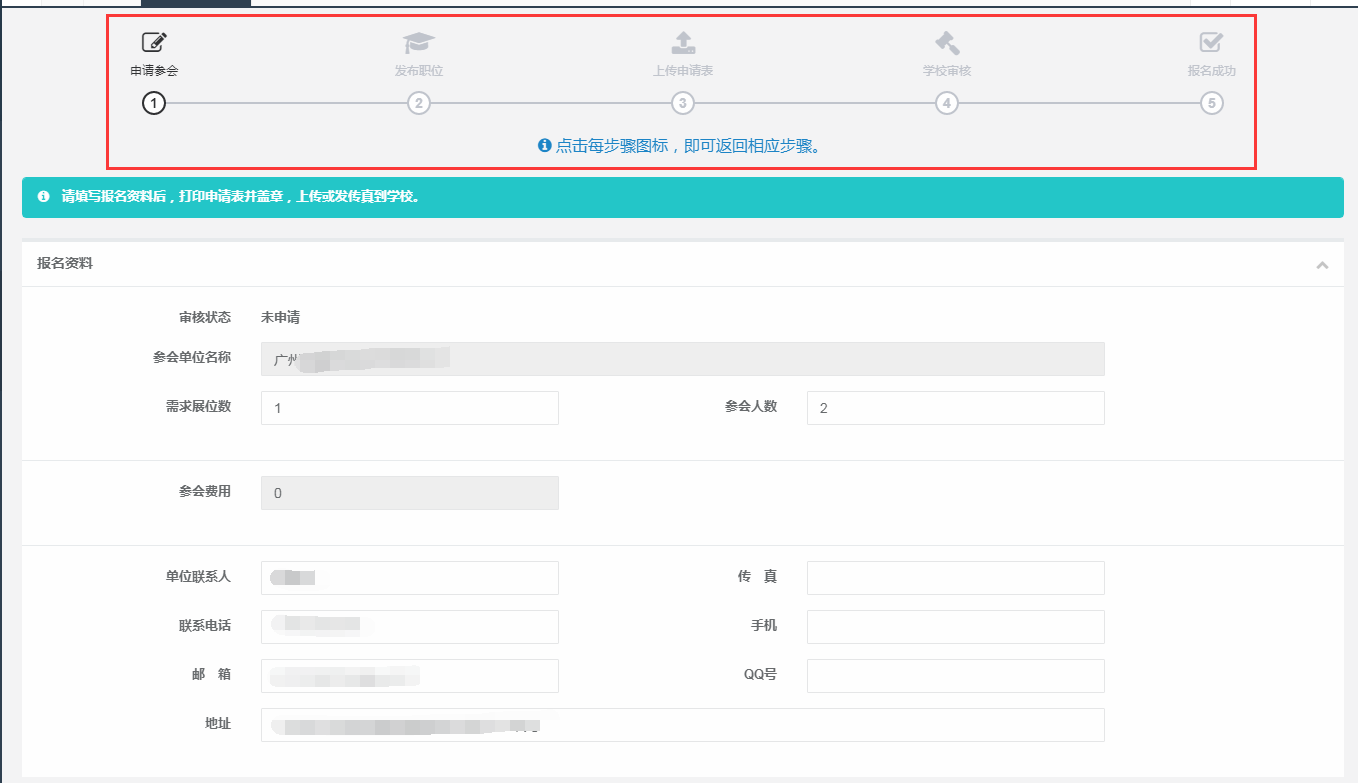 申请参会
发布职位
上传申请表
学校审核
报名成功
1
2
3
4
5
点击每步骤图标，即可返回相应步骤。
请填写报名资料后，打印申请表并盖章，上传或发传真到学校。
报名资料
审核状态 未申请
参会单位名称 广州
需求展位数 1 参会人数 2
参会费用 0
单位联系人 传 真
联系电话 手机
邮 箱 QQ号
地址